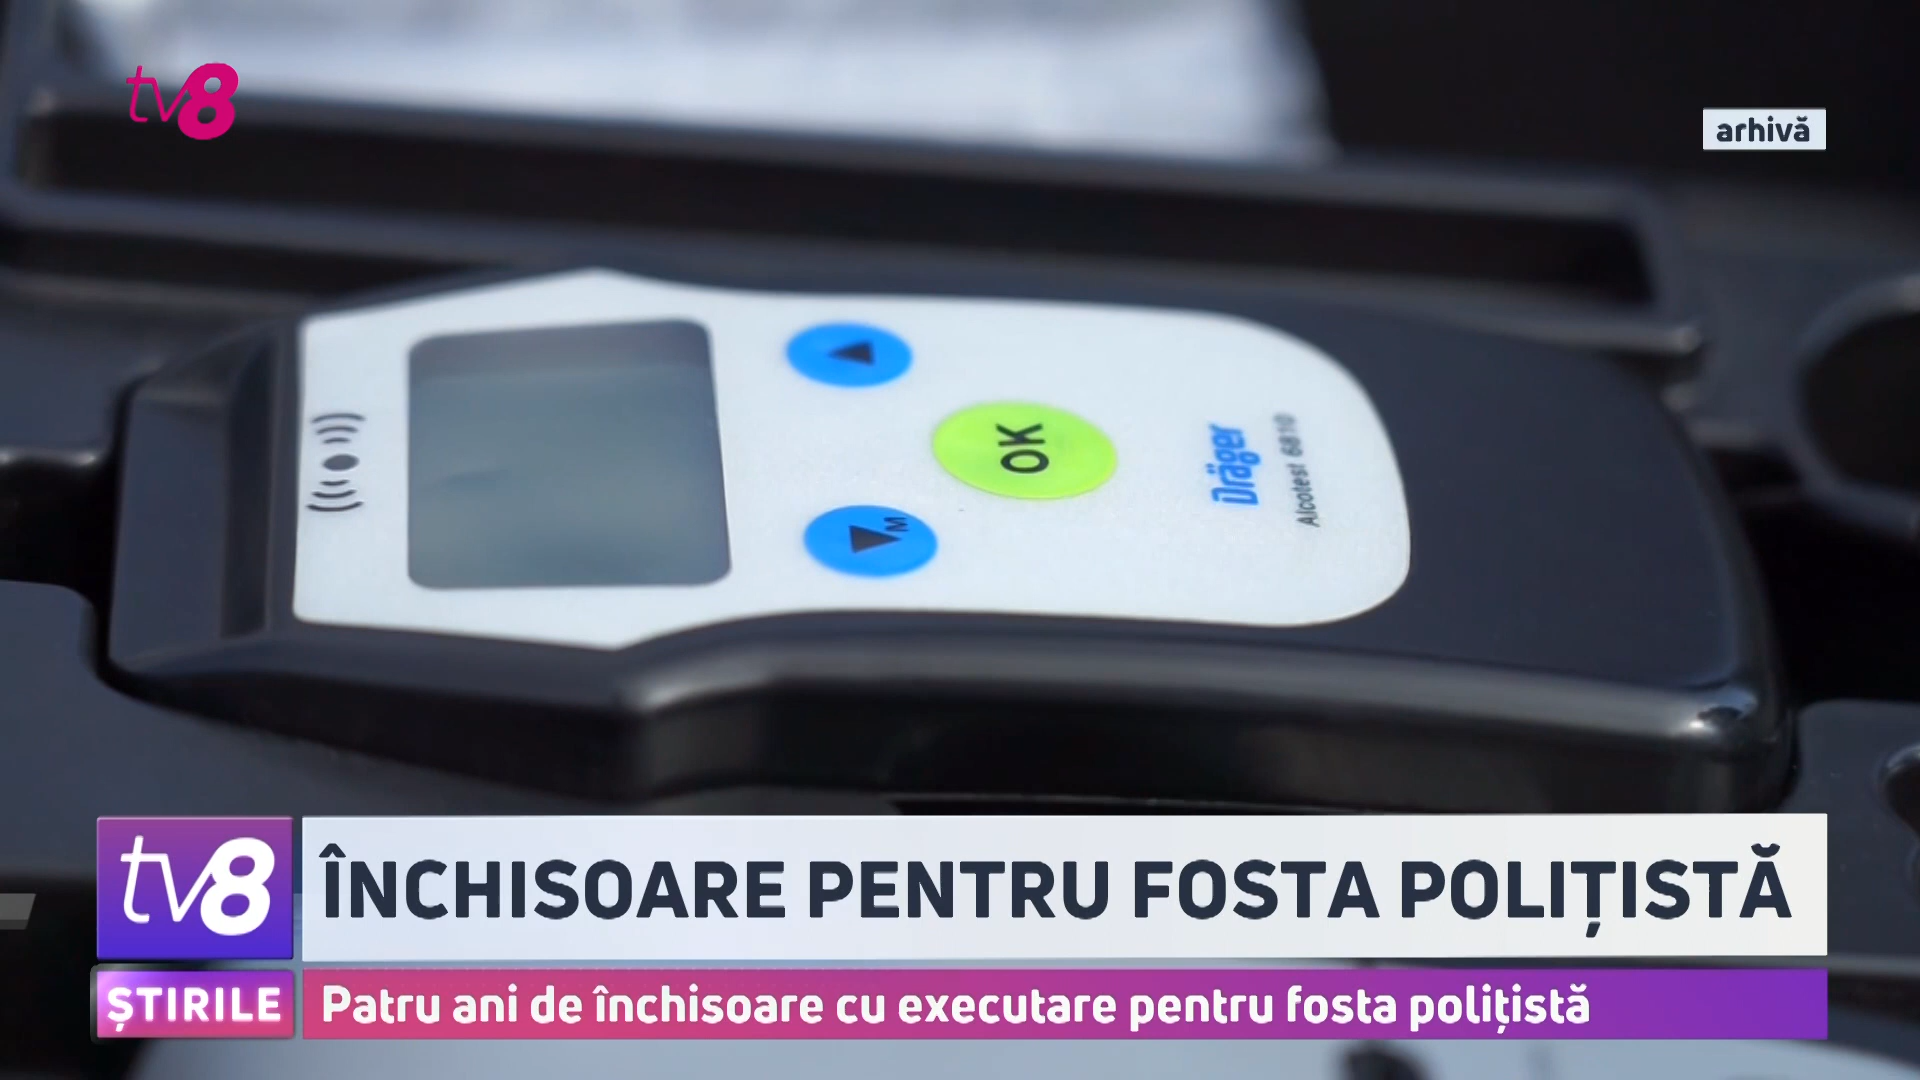 tv8
arhivă
OK
M
Dräger
Alcotest 6810
tv8
ÎNCHISOARE PENTRU FOSTA POLIȚISTĂ
ȘTIRILE
Patru ani de închisoare cu executare pentru fosta polițistă